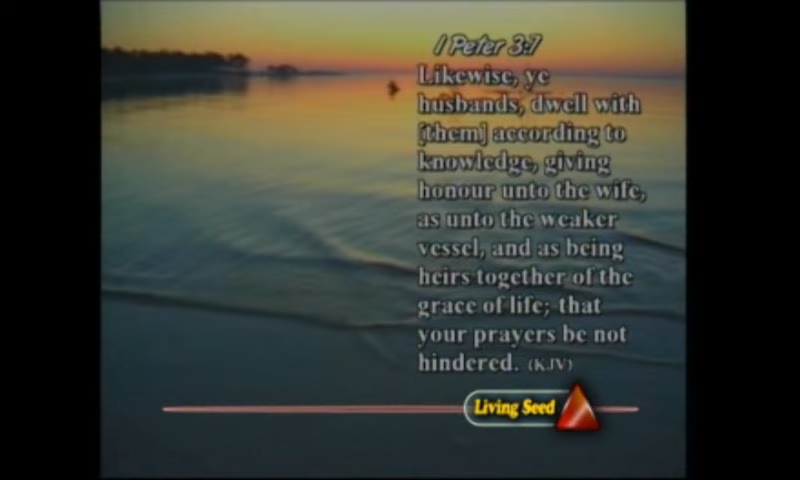 1 Peter 3:7
Likewise, ye
husbands, dwell with
[them] according to
knowledge, giving
honour unto the wife,
as unto the weaker
vessel, and as being
heirs together of the
grace of life; that
your prayers be not
hindered. (KJV)
Living Seed